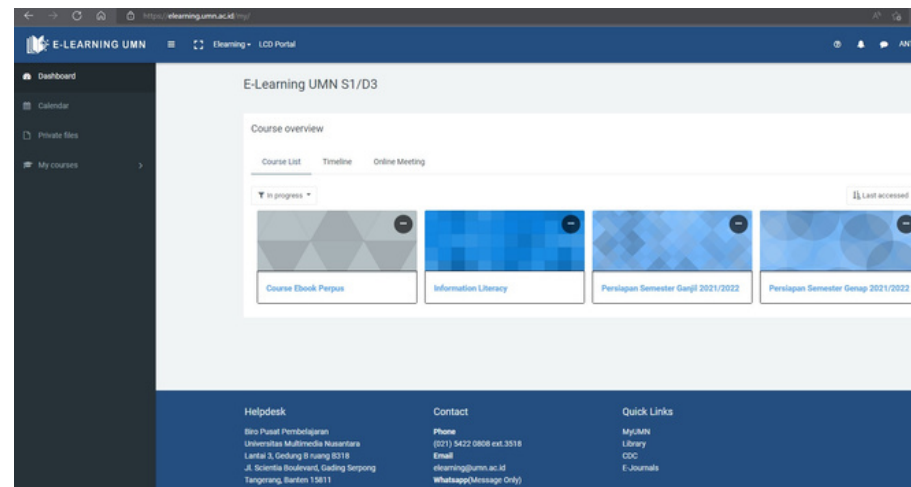 https://elearning.umn.ac.id/my/
E-LEARNING UMN
Elearning
LCD Portal
Dashboard
Calendar
Private files
My courses
E-Learning UMN S1/D3
Course overview
Course List
Timeline
Online Meeting
In progress
Last accessed
Course Ebook Perpus
Information Literacy
Persiapan Semester Ganjil 2021/2022
Persiapan Semester Genap 2021/2022
Helpdesk
Biro Pusat Pembelajaran
Universitas Multimedia Nusantara
Lantai 3, Gedung B ruang B318
Jl. Scientia Boulevard, Gading Serpong
Tangerang, Banten 15811
Contact
Phone
(021) 5422 0808 ext.3518
Email
elearning@umn.ac.id
Whatsapp(Message Only)
Quick Links
MyUMN
Library
CDC
E-Journals